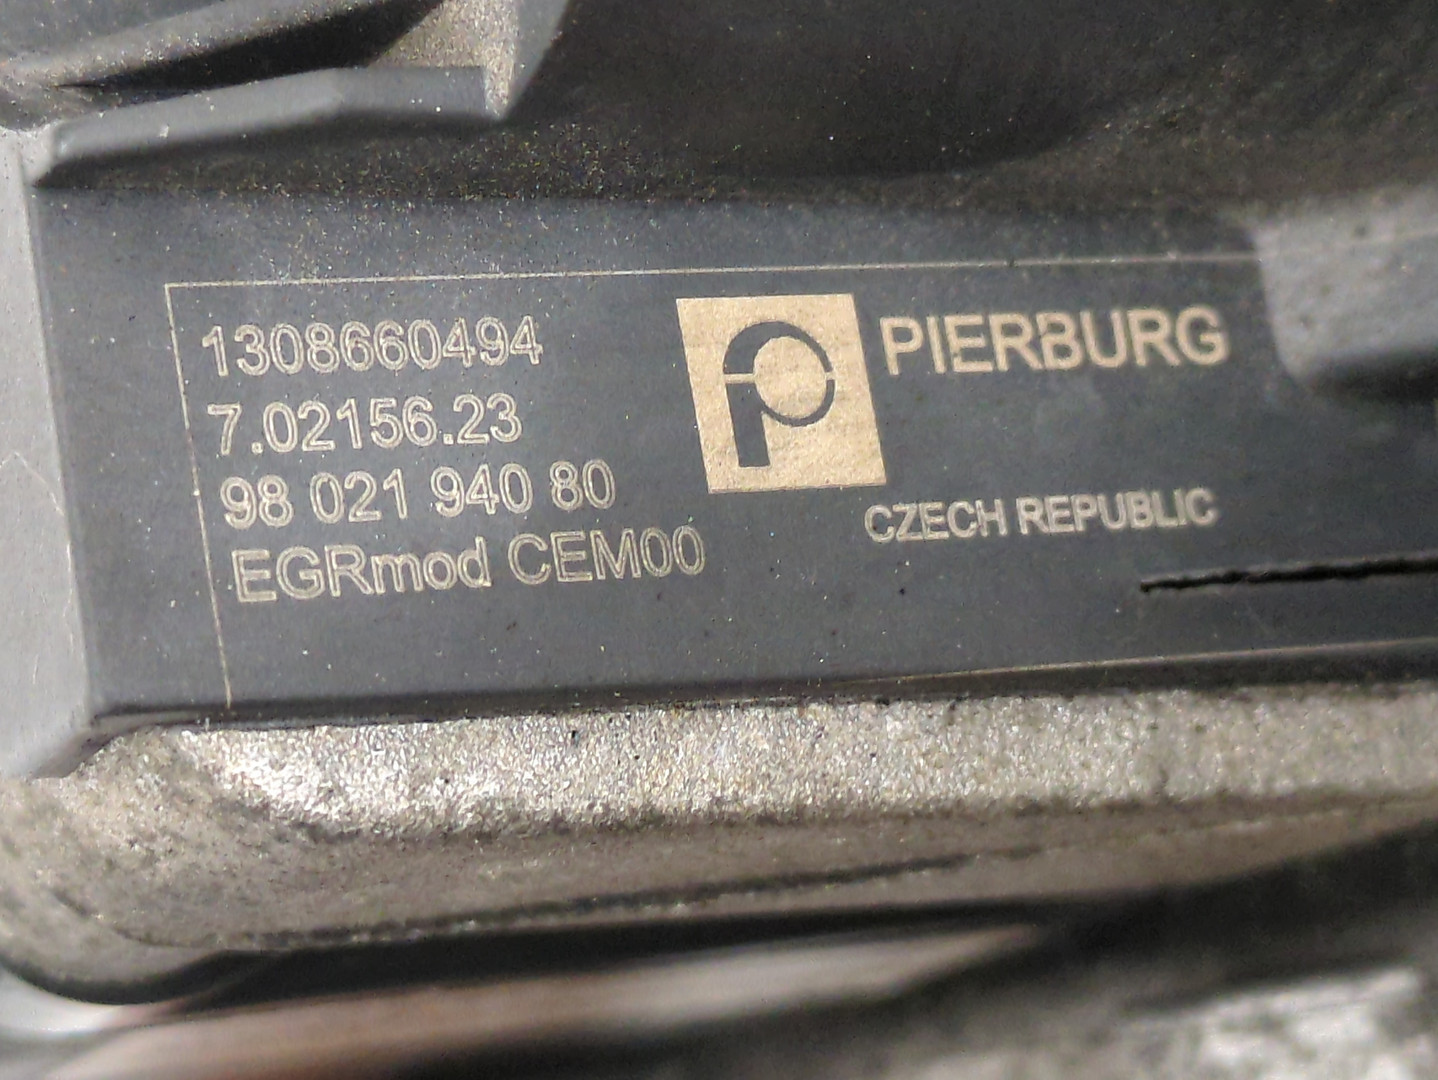 1308660494
7.02156.23
98 021 940 80
EGRmod CEM00
PIERBURG
CZECH REPUBLIC